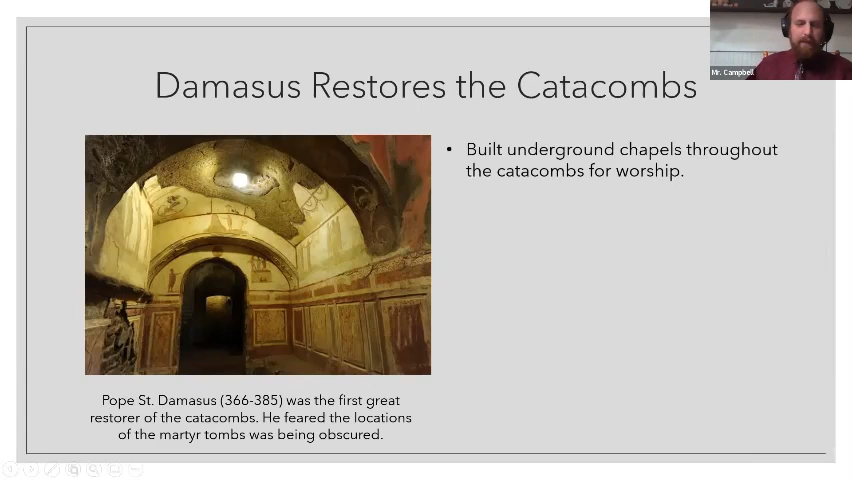 Mr. Campbell
Damasus Restores the Catacombs
• Built underground chapels throughout
the catacombs for worship.
Pope St. Damasus (366-385) was the first great
restorer of the catacombs. He feared the locations
of the martyr tombs was being obscured.